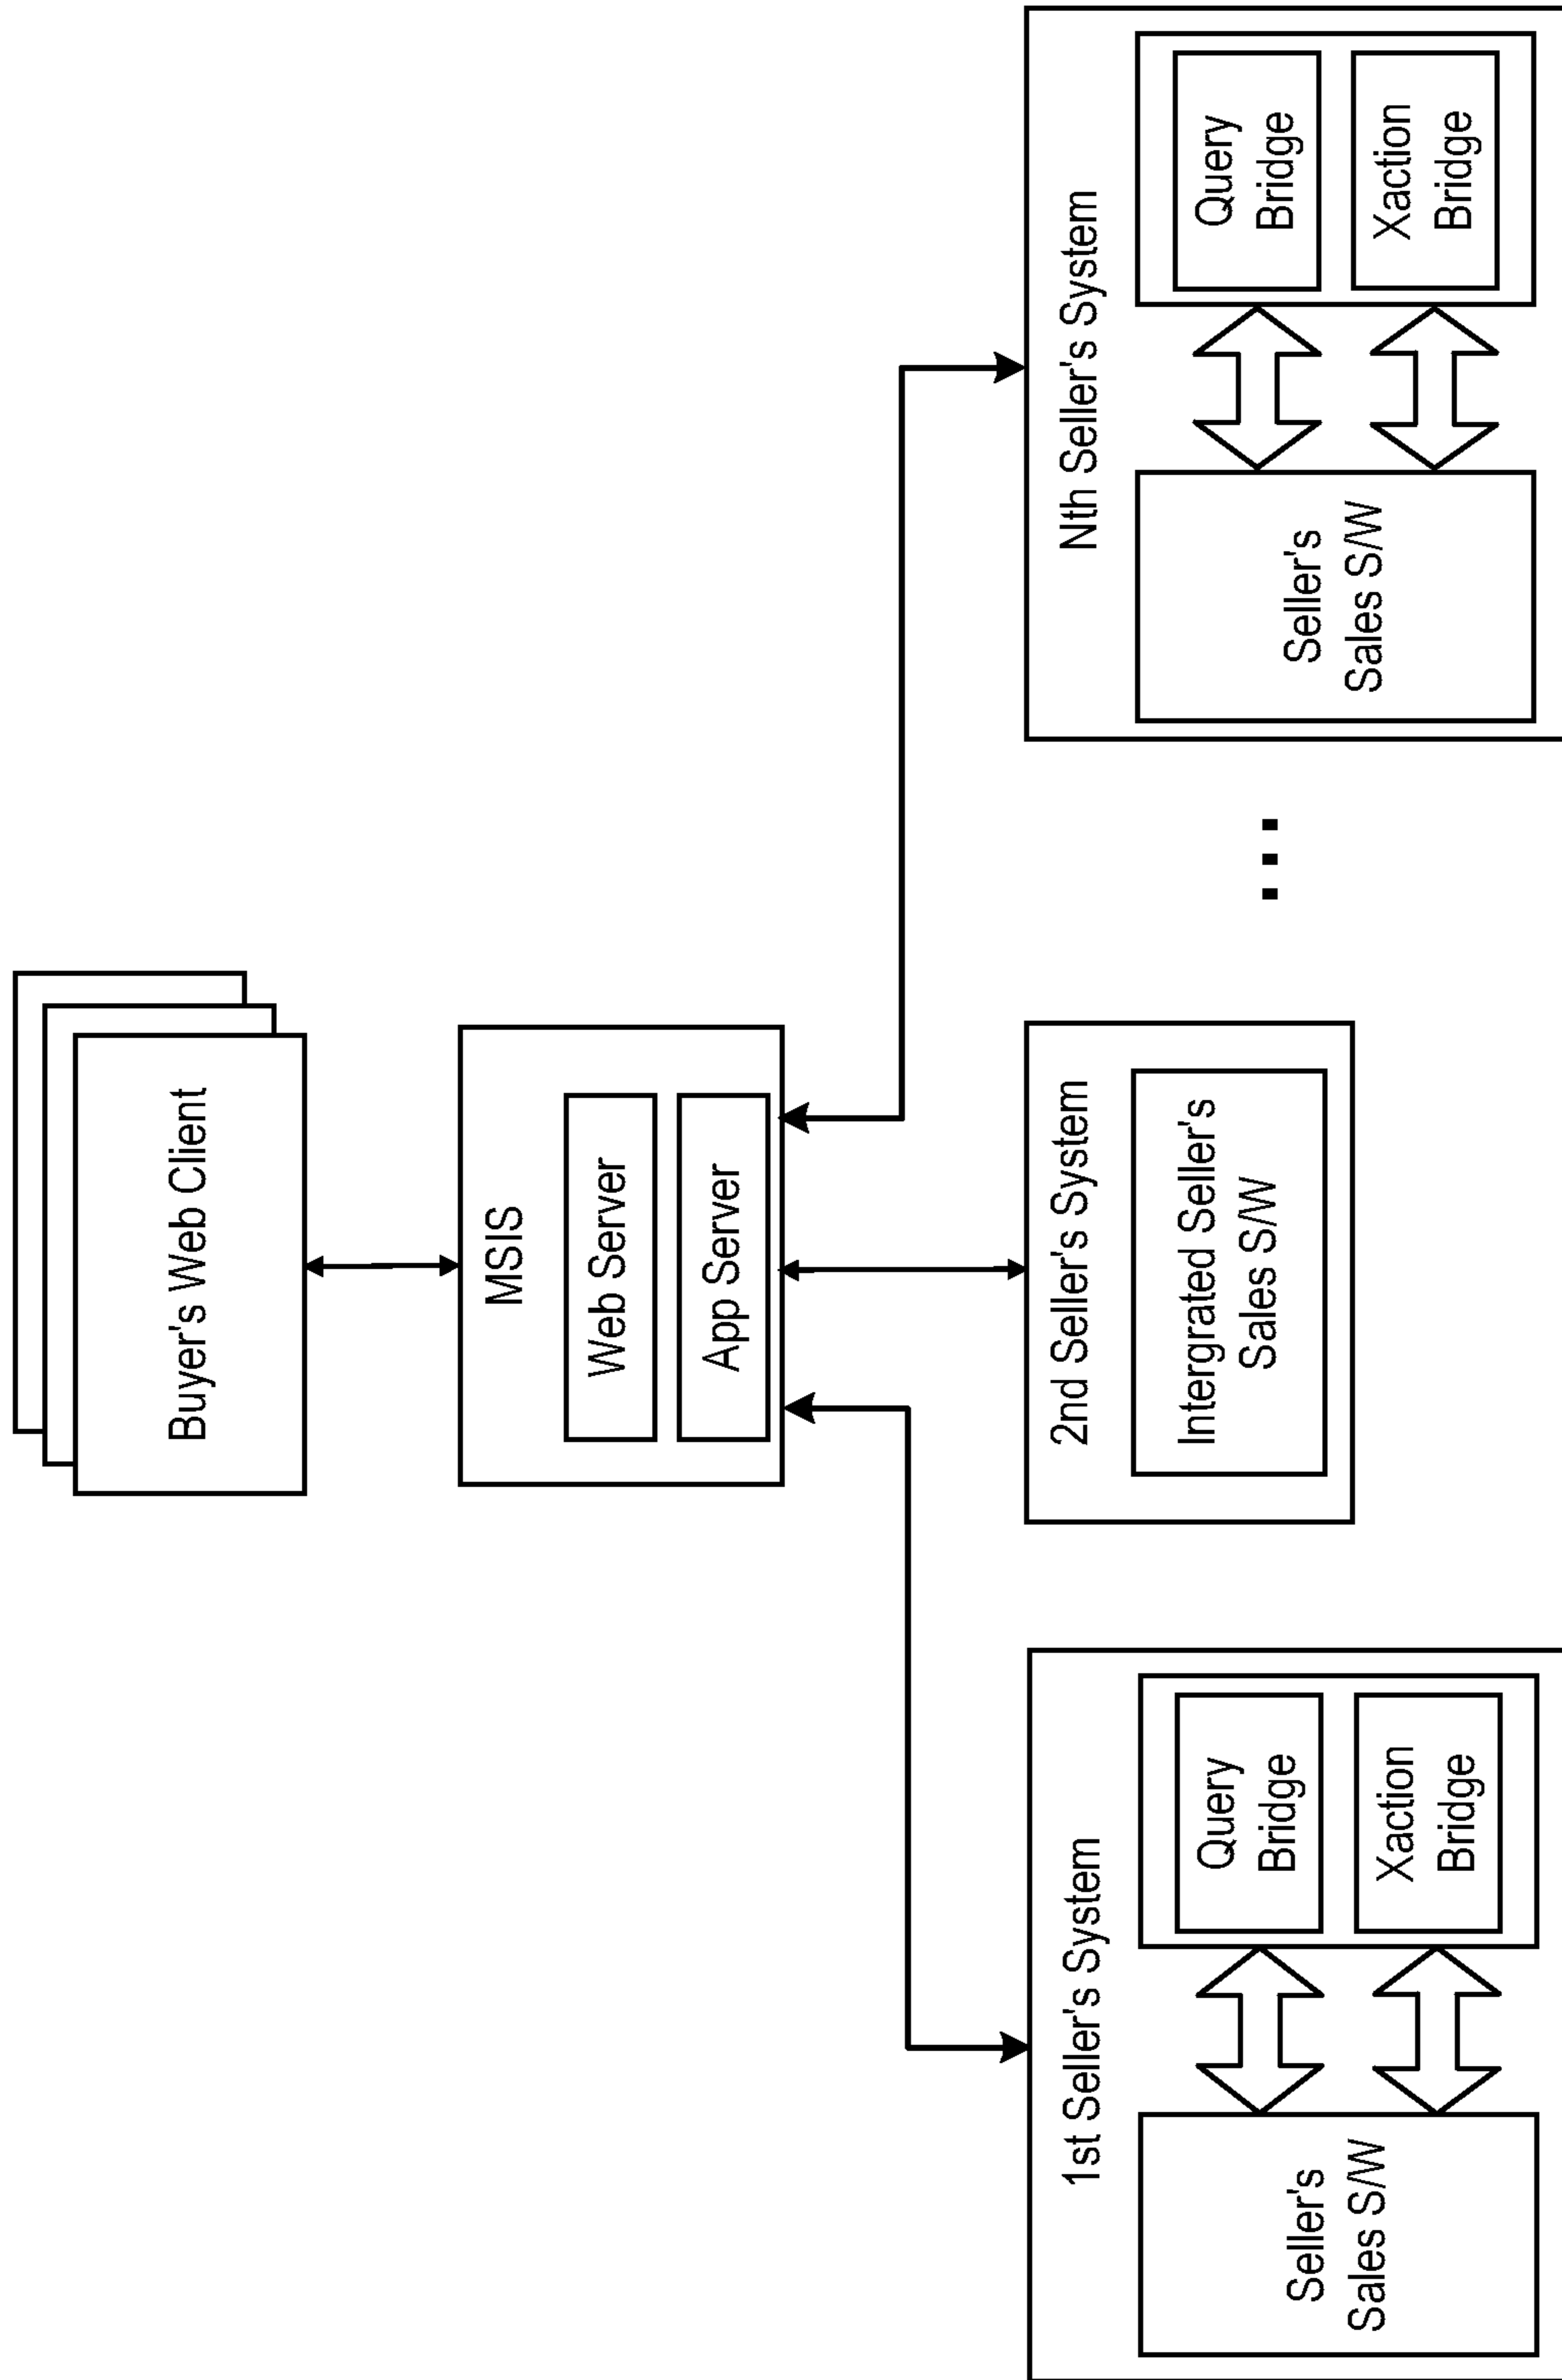 Buyer's Web Client
MSIS
Web Server
App Server
1st Seller's System
Seller's
Sales S/W
Query
Bridge
Xaction
Bridge
2nd Seller's System
Intergrated Seller's
Sales S/W
...
Nth Seller's System
Seller's
Sales S/W
Query
Bridge
Xaction
Bridge